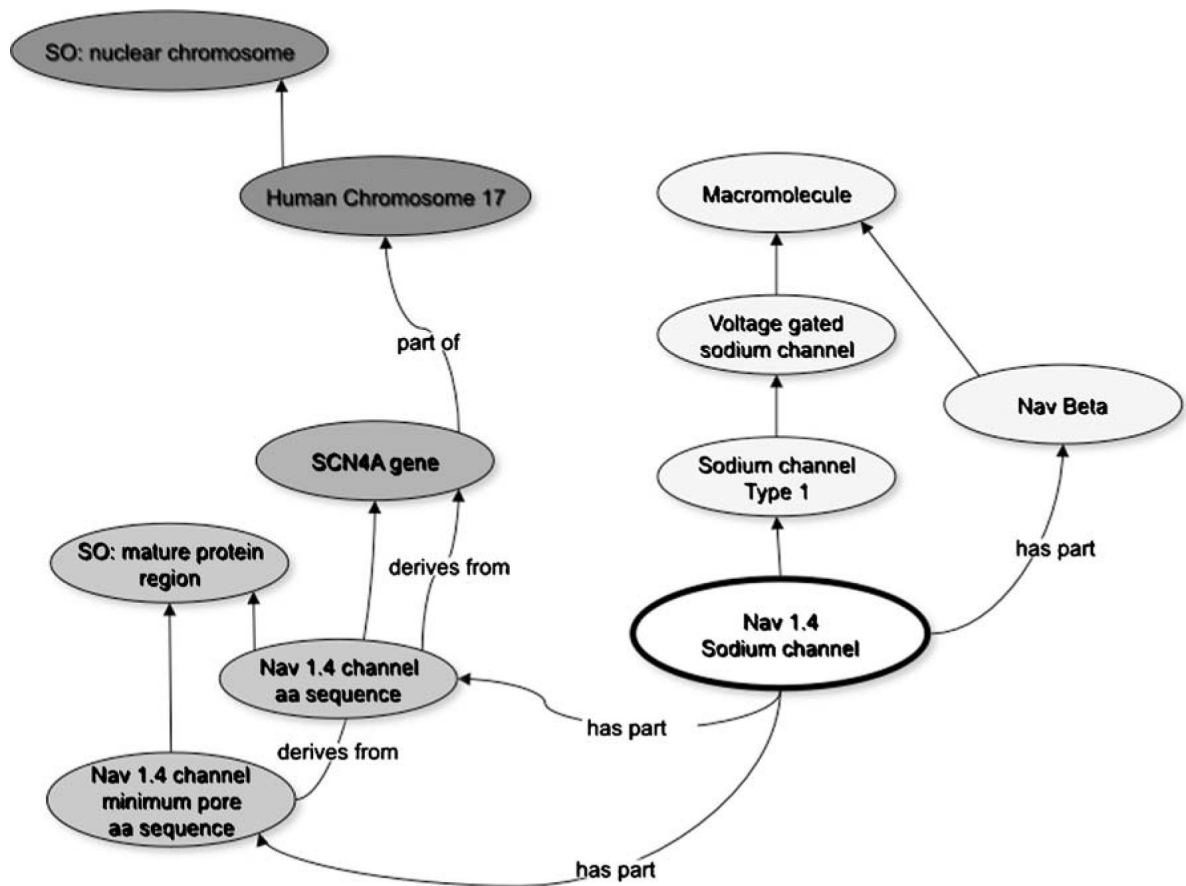 SO: nuclear chromosome
Human Chromosome 17
Macromolecule
part of
Voltage gated
sodium channel
Nav Beta
SCN4A gene
Sodium channel
Type 1
SO: mature protein
region
derives from
has part
Nav 1.4
Sodium channel
Nav 1.4 channel
aa sequence
has part
derives from
Nav 1.4 channel
minimum pore
aa sequence
has part